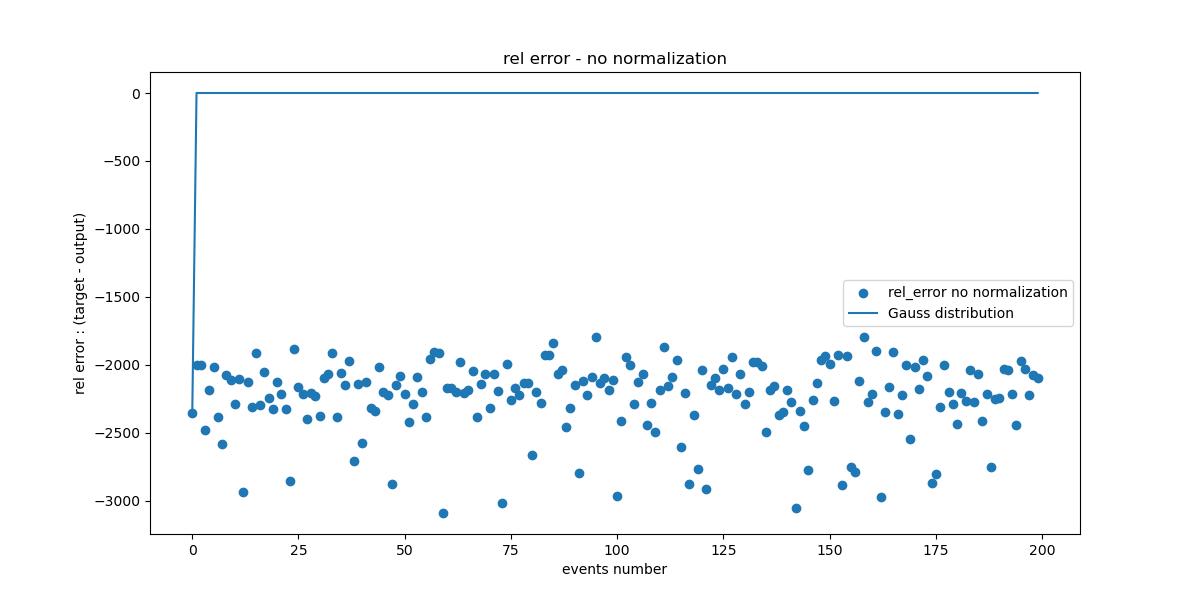 rel error - no normalization
rel error : (target - output)
0
−500
−1000
−1500
−2000
−2500
−3000
rel_error no normalization
Gauss distribution
0 25 50 75 100 125 150 175 200
events number